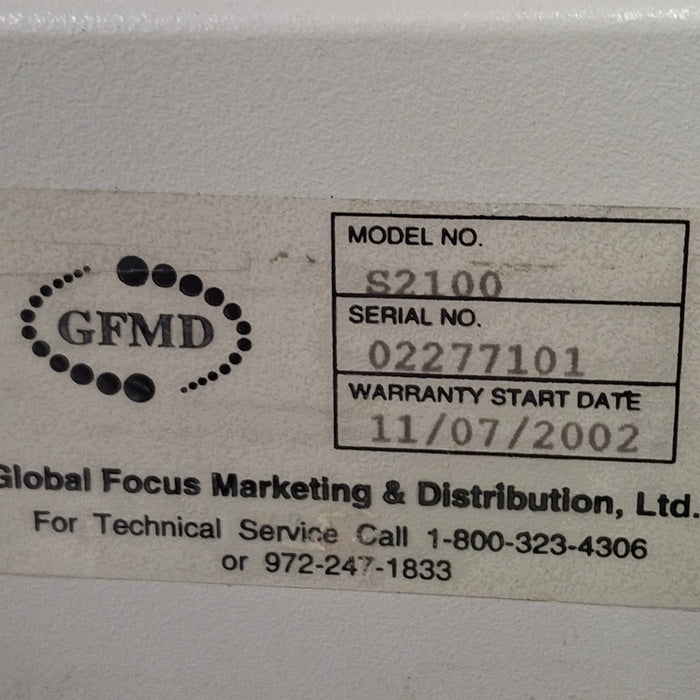 GFMD
MODEL NO.
S2100
SERIAL NO.
02277101
WARRANTY START DATE
11/07/2002
Global Focus Marketing & Distribution, Ltd.
For Technical Service Call 1-800-323-4306
or 972-247-1833